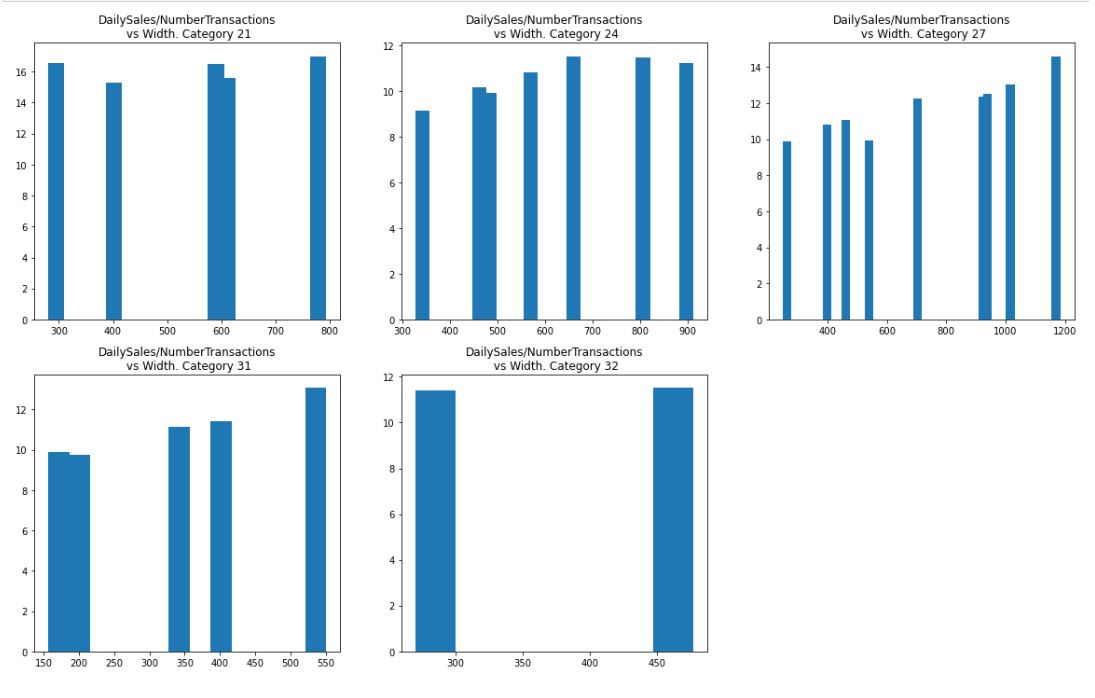 DailySales/NumberTransactions
vs Width. Category 21
16
14
12
10
8
6
4
2
0
300 400 500 600 700 800
DailySales/NumberTransactions
vs Width. Category 24
12
10
8
6
4
2
0
300 400 500 600 700 800 900
DailySales/NumberTransactions
vs Width. Category 27
14
12
10
8
6
4
2
0
400 600 800 1000 1200
DailySales/NumberTransactions
vs Width. Category 31
12
10
8
6
4
2
0
150 200 250 300 350 400 450 500 550
DailySales/NumberTransactions
vs Width. Category 32
12
10
8
6
4
2
0
300 350 400 450